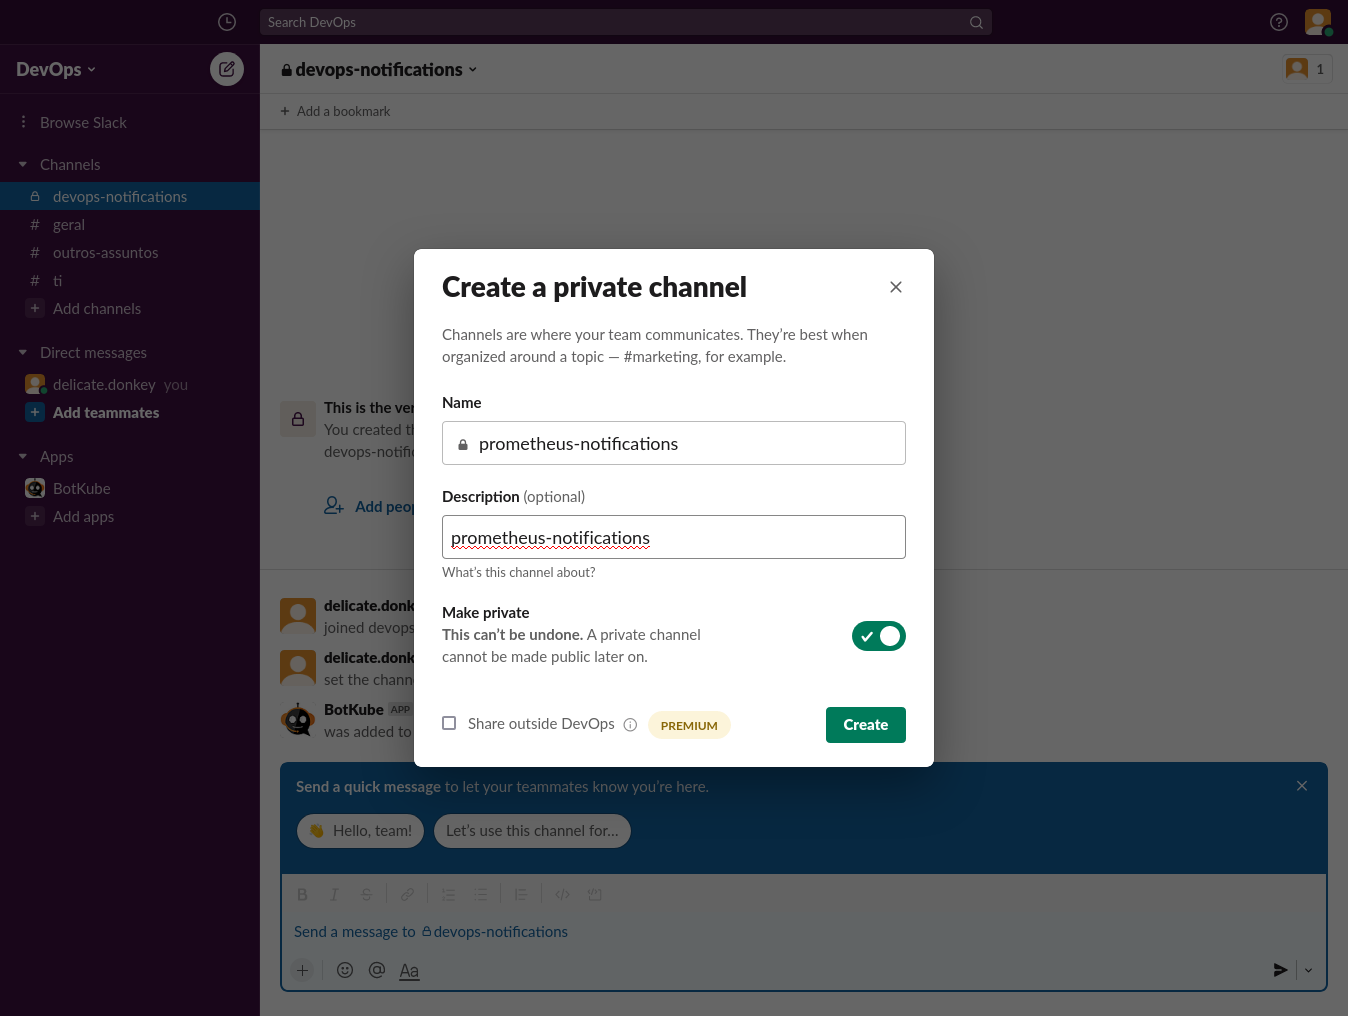 Search DevOps
DevOps
devops-notifications
1
Add a bookmark
Browse Slack
Channels
devops-notifications
geral
outros-assuntos
ti
Add channels
Direct messages
delicate.donkey you
Add teammates
Apps
BotKube
Add apps
This is the ver
You created th
devops-notific
Add peop
delicate.donk
joined devops
delicate.donk
set the chann
BotKube APP
was added to
Create a private channel
Channels are where your team communicates. They’re best when
organized around a topic — #marketing, for example.
Name
prometheus-notifications
Description (optional)
prometheus-notifications
What’s this channel about?
Make private
This can’t be undone. A private channel
cannot be made public later on.
Share outside DevOps PREMIUM
Create
Send a quick message to let your teammates know you’re here.
👋 Hello, team!
Let’s use this channel for...
Send a message to devops-notifications
Aa